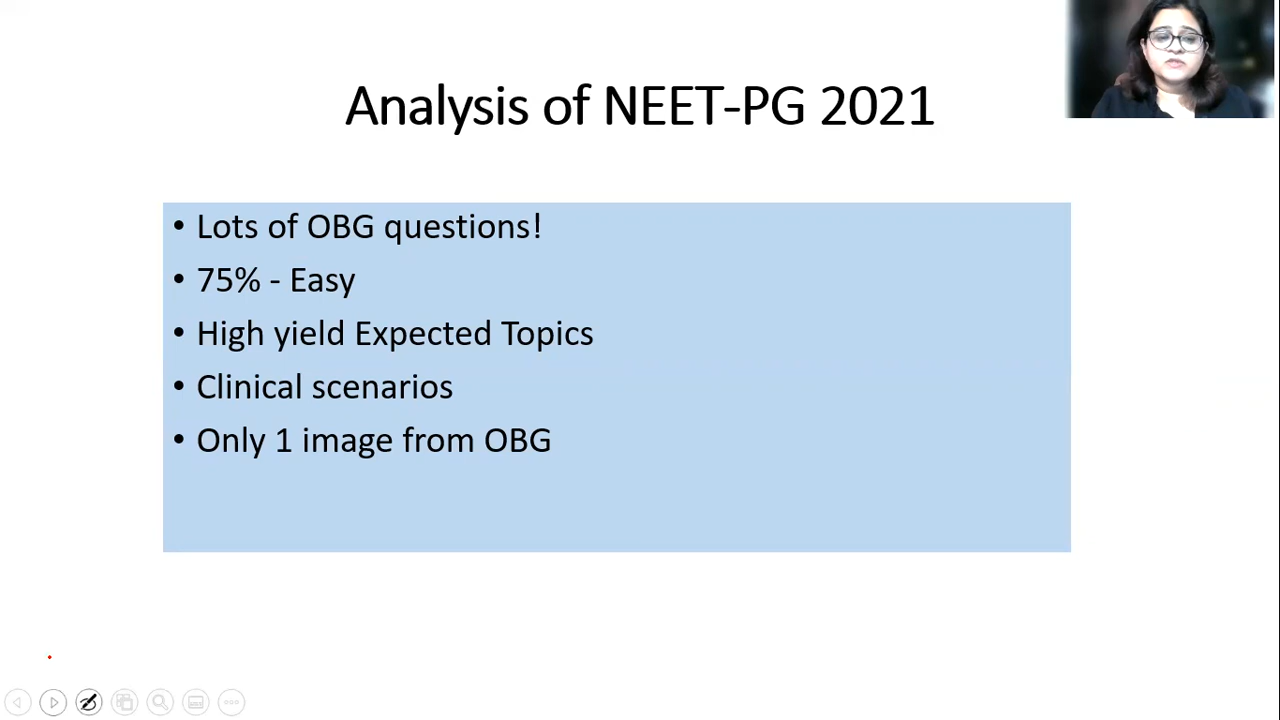 Analysis of NEET-PG 2021
• Lots of OBG questions!
• 75% - Easy
• High yield Expected Topics
• Clinical scenarios
• Only 1 image from OBG